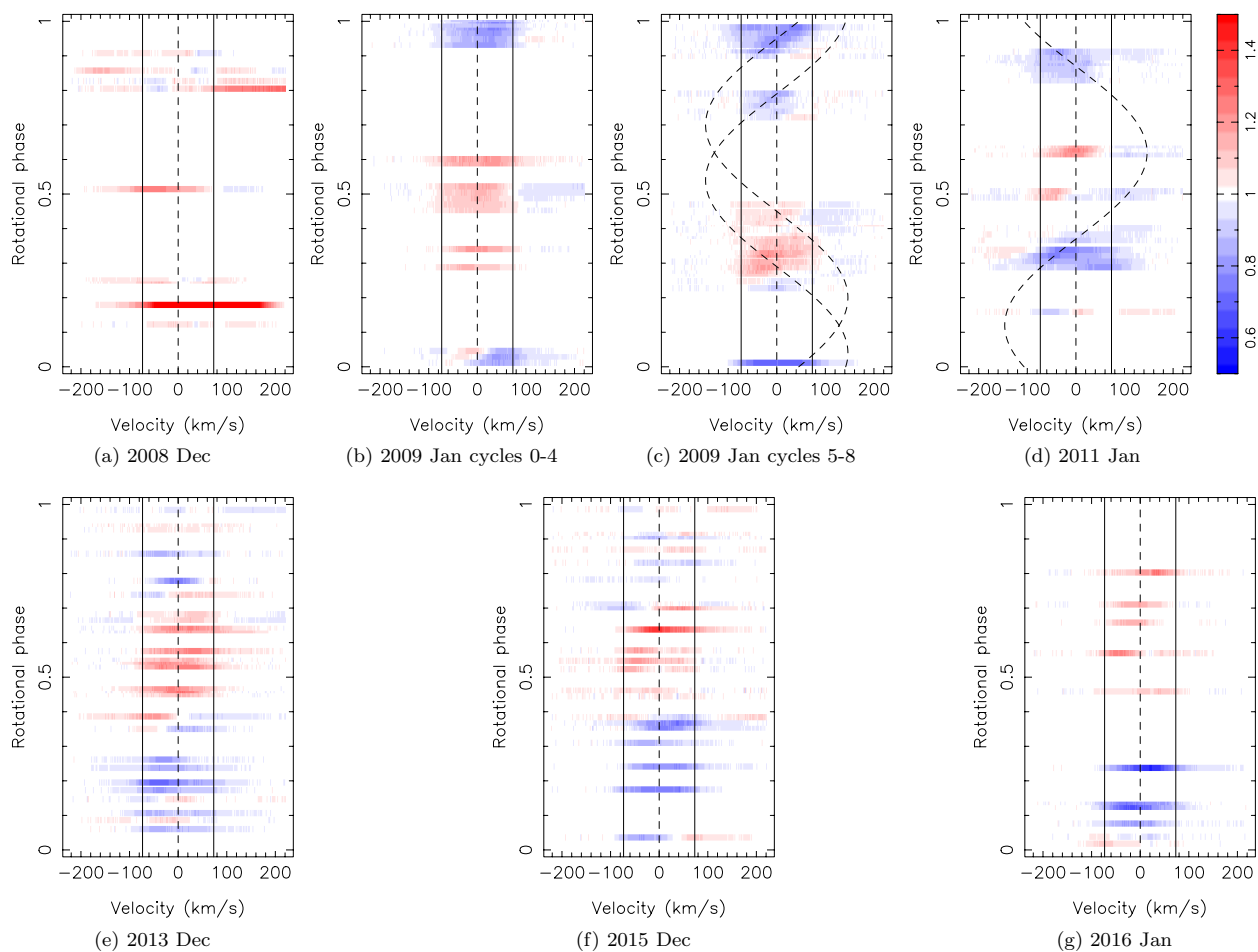 1
0.5
0
Rotational phase
−200 −100 0 100 200
Velocity (km/s)
(a) 2008 Dec
1
0.5
0
Rotational phase
−200 −100 0 100 200
Velocity (km/s)
(b) 2009 Jan cycles 0-4
1
0.5
0
Rotational phase
−200 −100 0 100 200
Velocity (km/s)
(c) 2009 Jan cycles 5-8
1
0.5
0
Rotational phase
−200 −100 0 100 200
Velocity (km/s)
(d) 2011 Jan
1.4
1.2
1
0.8
0.6
1
0.5
0
Rotational phase
−200 −100 0 100 200
Velocity (km/s)
(e) 2013 Dec
1
0.5
0
Rotational phase
−200 −100 0 100 200
Velocity (km/s)
(f) 2015 Dec
1
0.5
0
Rotational phase
−200 −100 0 100 200
Velocity (km/s)
(g) 2016 Jan